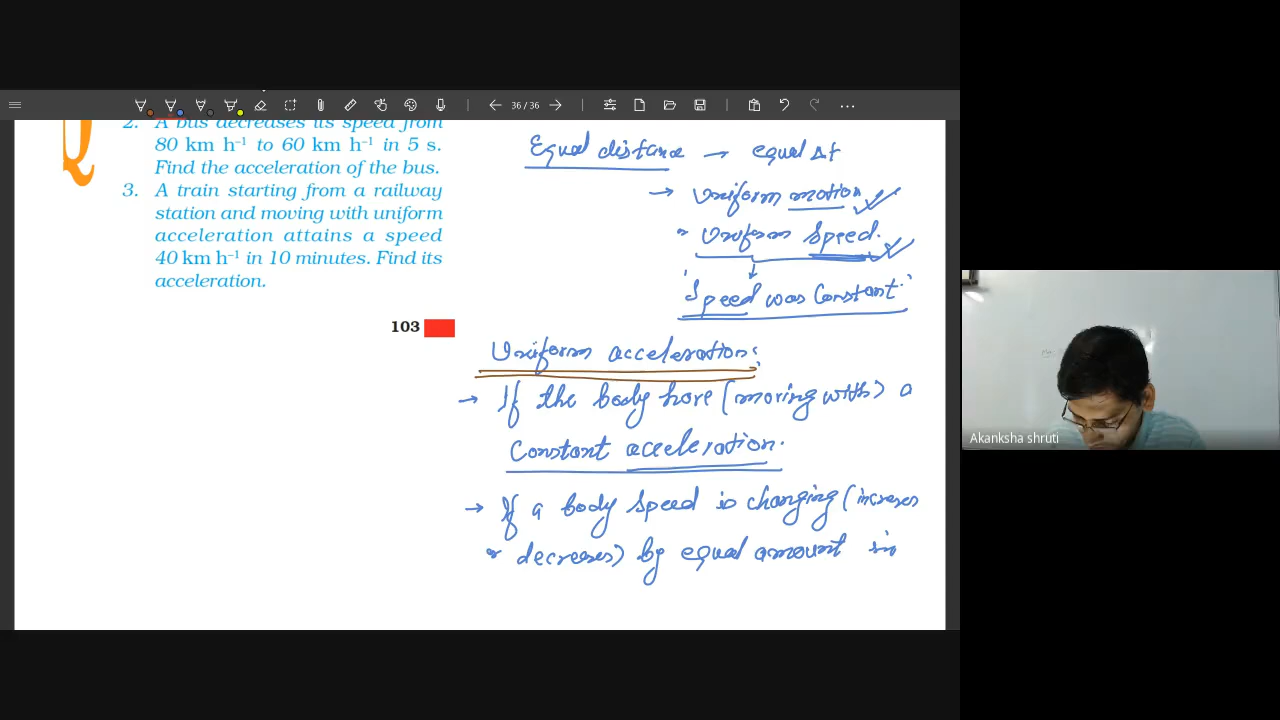 36/36
2. A bus decreases its speed from
80 km h⁻¹ to 60 km h⁻¹ in 5 s.
Find the acceleration of the bus.
3. A train starting from a railway
station and moving with uniform
acceleration attains a speed
40 km h⁻¹ in 10 minutes. Find its
acceleration.
103
Q
Equal distance → equal Δt
→ Uniform motion
" Uniform Speed.
'Speed was Constant.'
Uniform acceleration:
→ If the body have (moving with) a
Constant acceleration.
→ If a body speed is changing (increases
or decreases) by equal amount in
Akanksha shruti